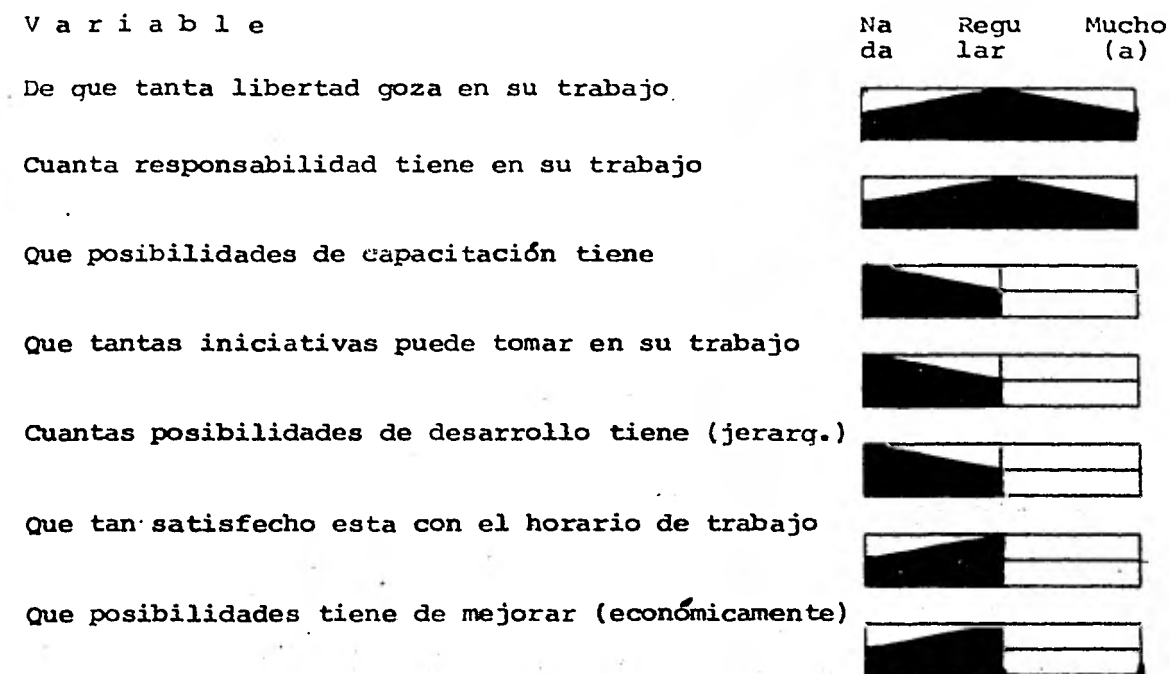 V a r i a b l e Na Regu Mucho
da lar (a)
De que tanta libertad goza en su trabajo
Cuanta responsabilidad tiene en su trabajo
Que posibilidades de capacitación tiene
Que tantas iniciativas puede tomar en su trabajo
Cuantas posibilidades de desarrollo tiene (jerarq.)
Que tan satisfecho esta con el horario de trabajo
Que posibilidades tiene de mejorar (económicamente)